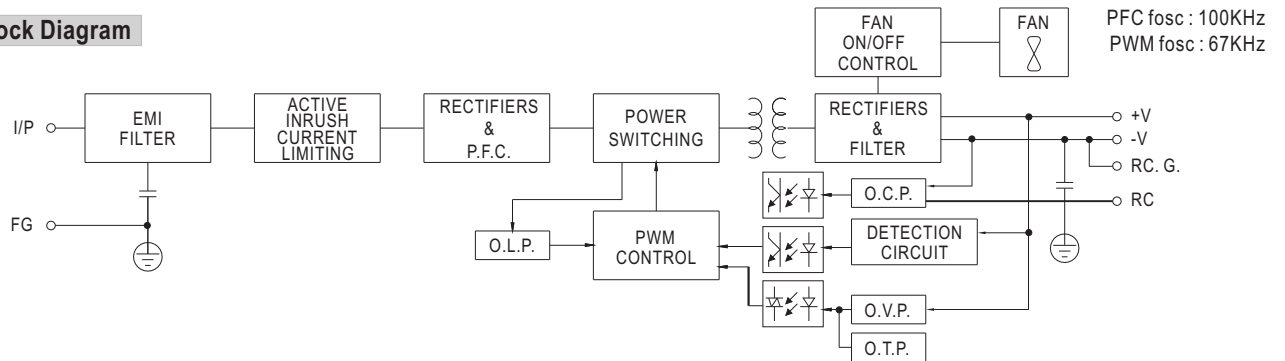 ock Diagram
PFC fosc : 100KHz
PWM fosc : 67KHz
FAN
ON/OFF
CONTROL
FAN
I/P
EMI
FILTER
ACTIVE
INRUSH
CURRENT
LIMITING
RECTIFIERS
&
P.F.C.
POWER
SWITCHING
RECTIFIERS
&
FILTER
+V
-V
RC. G.
RC
FG
O.L.P.
PWM
CONTROL
O.C.P.
DETECTION
CIRCUIT
O.V.P.
O.T.P.